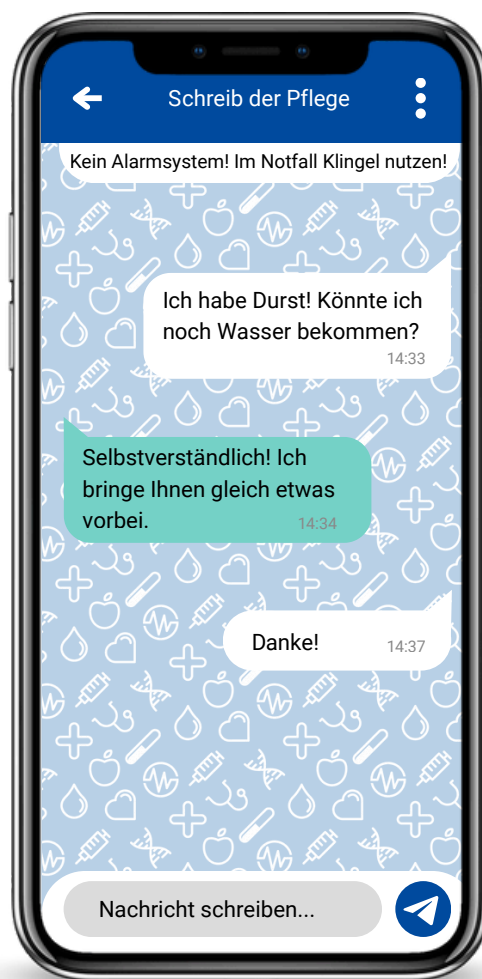 Schreib der Pflege
Kein Alarmsystem! Im Notfall Klingel nutzen!
Ich habe Durst! Könnte ich
noch Wasser bekommen?
14:33
Selbstverständlich! Ich
bringe Ihnen gleich etwas
vorbei.
14:34
Danke!
14:37
Nachricht schreiben...